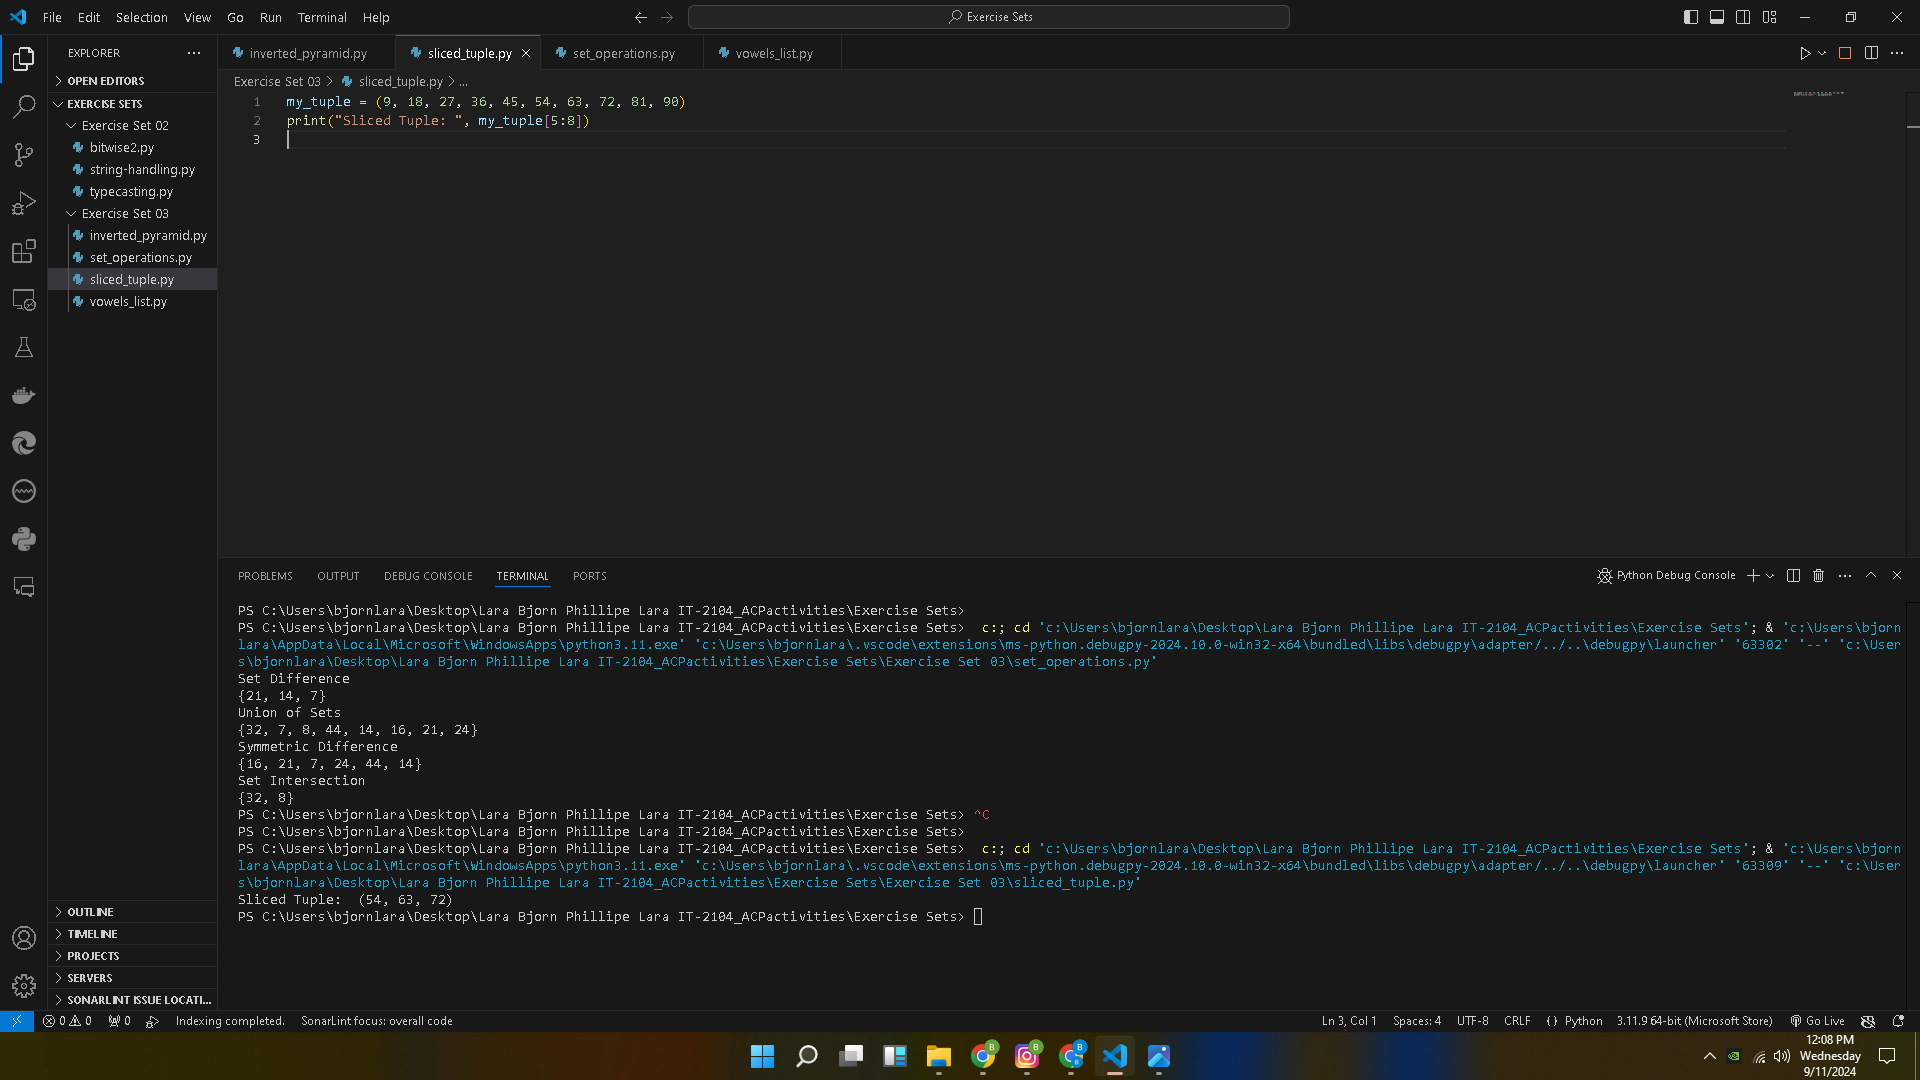 File Edit Selection View Go Run Terminal Help
Exercise Sets
EXPLORER
OPEN EDITORS
EXERCISE SETS
Exercise Set 02
bitwise2.py
string-handling.py
typecasting.py
Exercise Set 03
inverted_pyramid.py
set_operations.py
sliced_tuple.py
vowels_list.py
OUTLINE
TIMELINE
PROJECTS
SERVERS
SONARLINT ISSUE LOCATI...
inverted_pyramid.py sliced_tuple.py set_operations.py vowels_list.py
Exercise Set 03 > sliced_tuple.py > ...
1 my_tuple = (9, 18, 27, 36, 45, 54, 63, 72, 81, 90)
2 print("Sliced Tuple: ", my_tuple[5:8])
3
PROBLEMS OUTPUT DEBUG CONSOLE TERMINAL PORTS
Python Debug Console
PS C:\Users\bjornlara\Desktop\Lara Bjorn Phillipe Lara IT-2104_ACPactivities\Exercise Sets>
PS C:\Users\bjornlara\Desktop\Lara Bjorn Phillipe Lara IT-2104_ACPactivities\Exercise Sets>  c:; cd 'c:\Users\bjornlara\Desktop\Lara Bjorn Phillipe Lara IT-2104_ACPactivities\Exercise Sets'; & 'c:\Users\bjorn
lara\AppData\Local\Microsoft\WindowsApps\python3.11.exe' 'c:\Users\bjornlara\.vscode\extensions\ms-python.debugpy-2024.10.0-win32-x64\bundled\libs\debugpy\adapter/../..\debugpy\launcher' '63302' '--' 'c:\User
s\bjornlara\Desktop\Lara Bjorn Phillipe Lara IT-2104_ACPactivities\Exercise Sets\Exercise Set 03\set_operations.py'
Set Difference
{21, 14, 7}
Union of Sets
{32, 7, 8, 44, 14, 16, 21, 24}
Symmetric Difference
{16, 21, 7, 24, 44, 14}
Set Intersection
{32, 8}
PS C:\Users\bjornlara\Desktop\Lara Bjorn Phillipe Lara IT-2104_ACPactivities\Exercise Sets> ^C
PS C:\Users\bjornlara\Desktop\Lara Bjorn Phillipe Lara IT-2104_ACPactivities\Exercise Sets>
PS C:\Users\bjornlara\Desktop\Lara Bjorn Phillipe Lara IT-2104_ACPactivities\Exercise Sets>  c:; cd 'c:\Users\bjornlara\Desktop\Lara Bjorn Phillipe Lara IT-2104_ACPactivities\Exercise Sets'; & 'c:\Users\bjorn
lara\AppData\Local\Microsoft\WindowsApps\python3.11.exe' 'c:\Users\bjornlara\.vscode\extensions\ms-python.debugpy-2024.10.0-win32-x64\bundled\libs\debugpy\adapter/../..\debugpy\launcher' '63309' '--' 'c:\User
s\bjornlara\Desktop\Lara Bjorn Phillipe Lara IT-2104_ACPactivities\Exercise Sets\Exercise Set 03\sliced_tuple.py'
Sliced Tuple:  (54, 63, 72)
PS C:\Users\bjornlara\Desktop\Lara Bjorn Phillipe Lara IT-2104_ACPactivities\Exercise Sets>
0 0 0 Indexing completed. SonarLint focus: overall code Ln 3, Col 1 Spaces: 4 UTF-8 CRLF {} Python 3.11.9 64-bit (Microsoft Store) Go Live
12:08 PM
Wednesday
9/11/2024